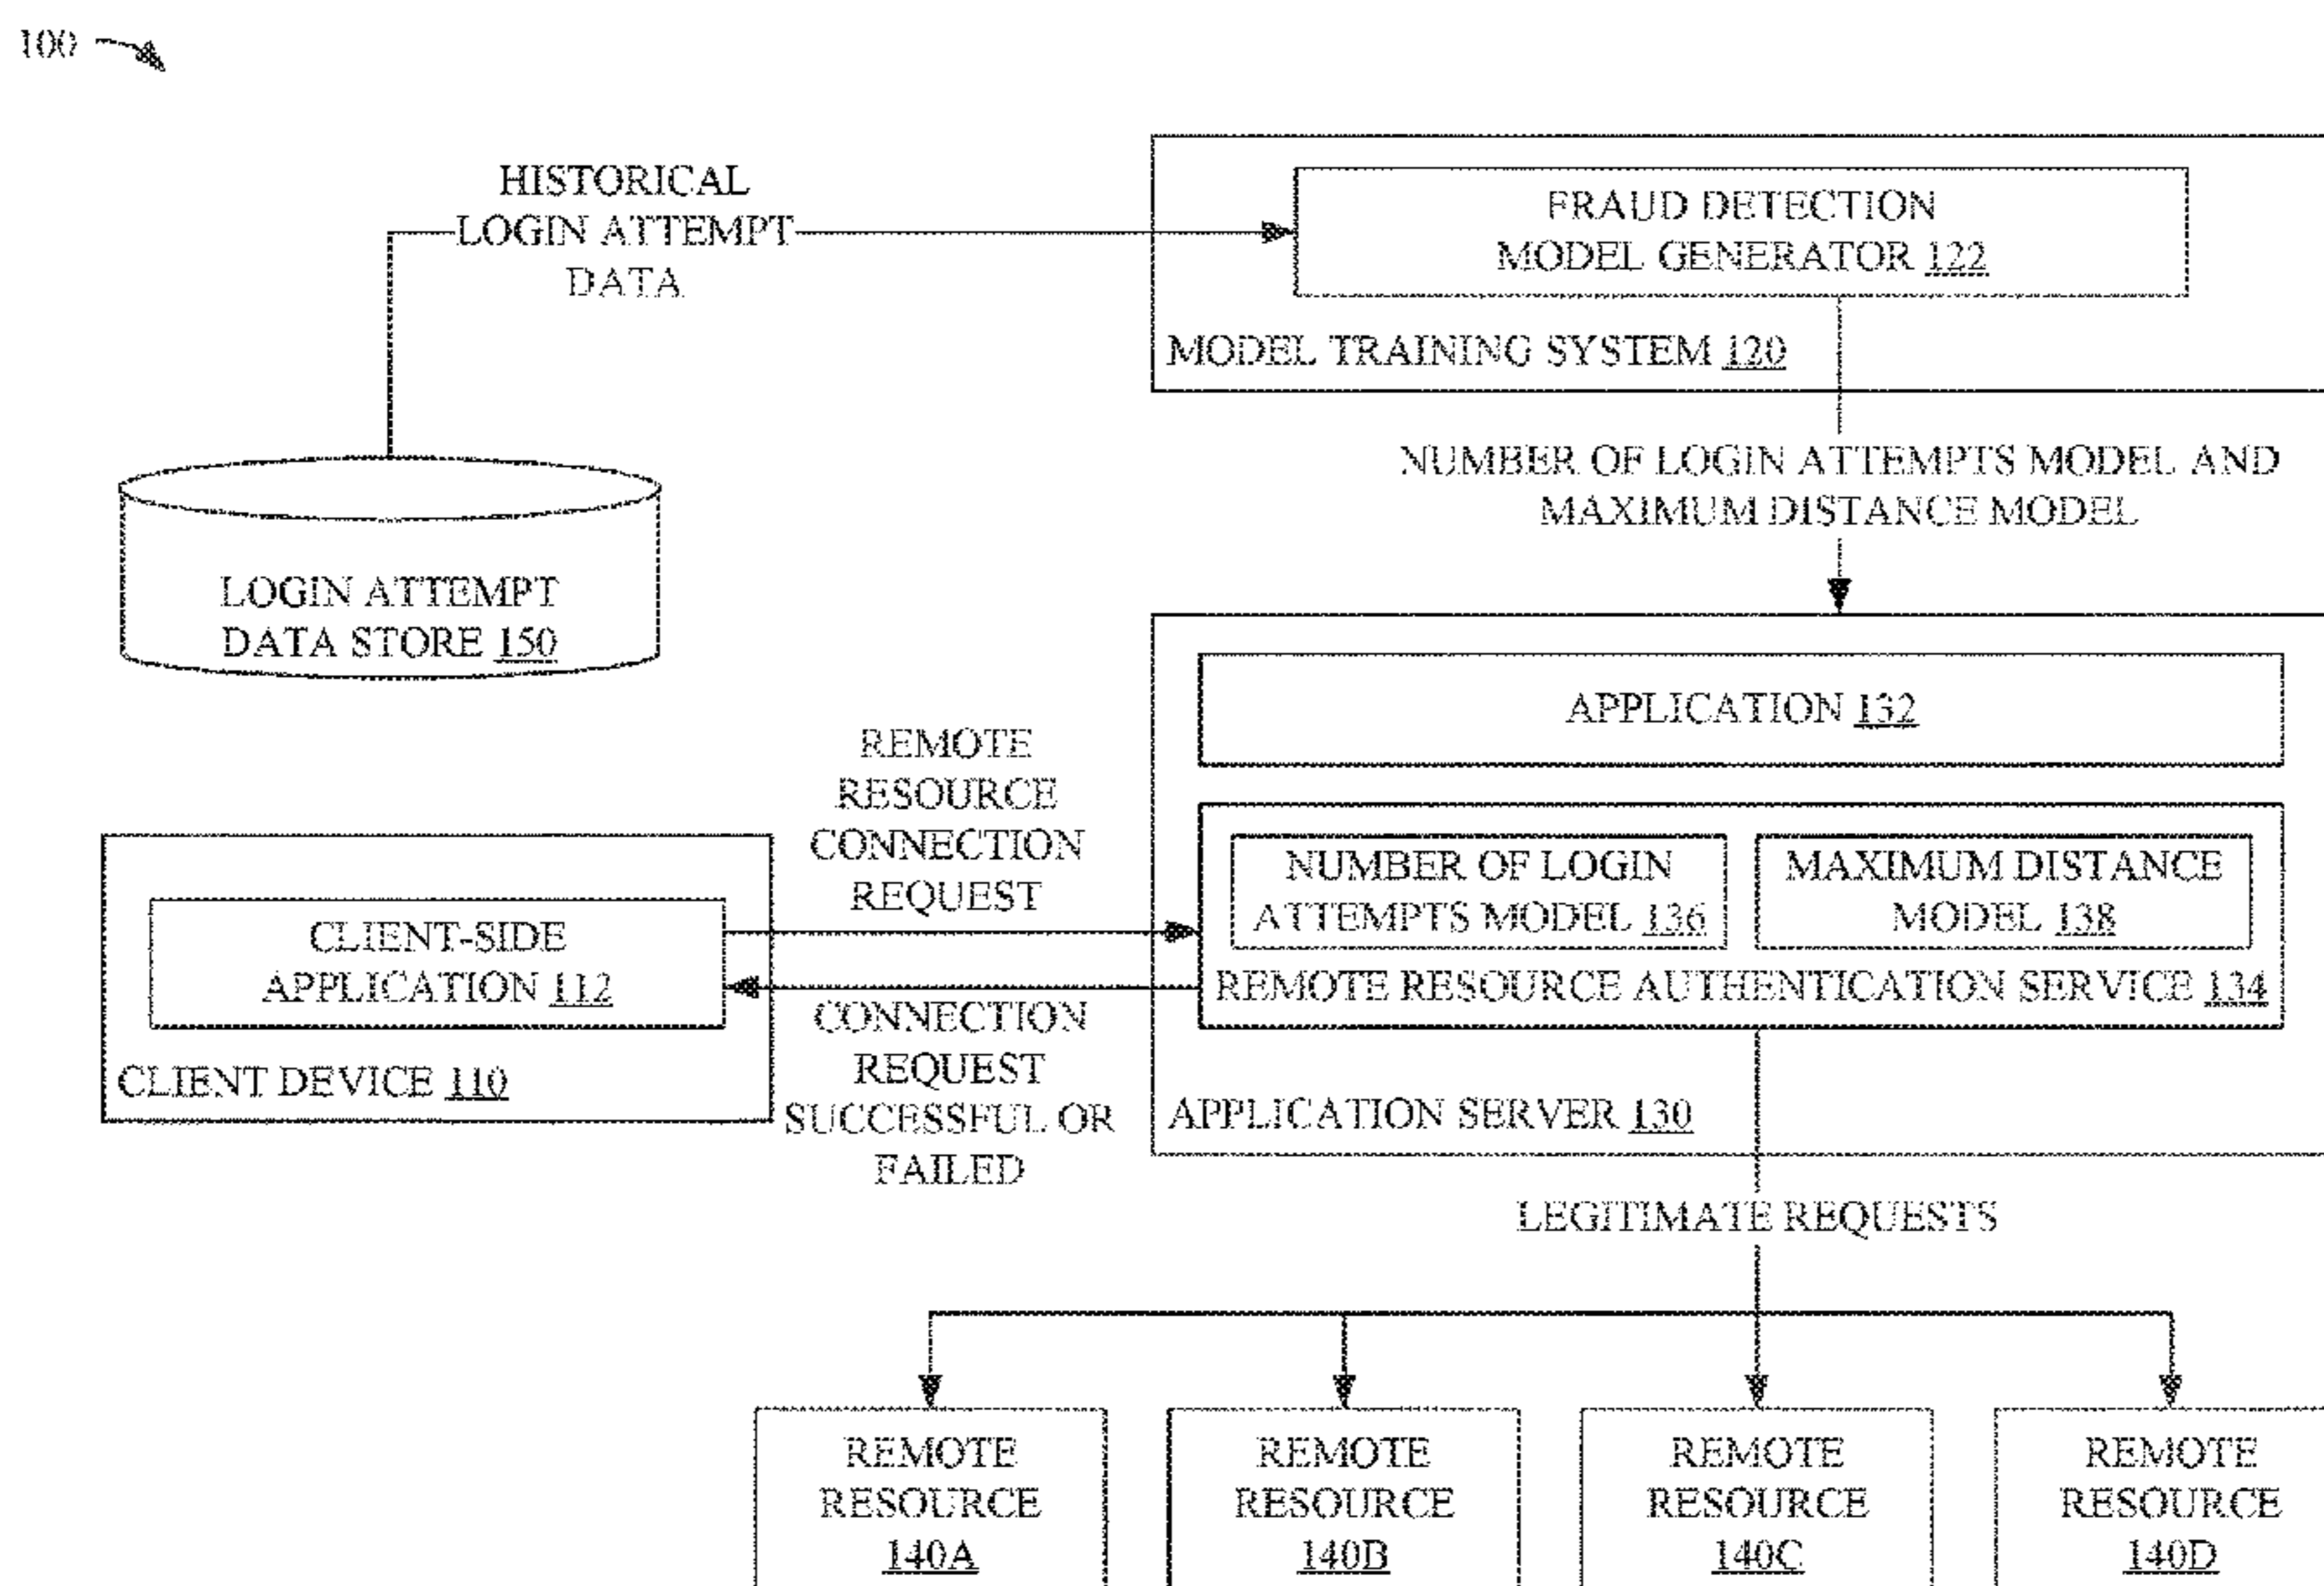 100
HISTORICAL
LOGIN ATTEMPT
DATA
FRAUD DETECTION
MODEL GENERATOR 122
MODEL TRAINING SYSTEM 120
NUMBER OF LOGIN ATTEMPTS MODEL AND
MAXIMUM DISTANCE MODEL
LOGIN ATTEMPT
DATA STORE 150
APPLICATION 132
REMOTE
RESOURCE
CONNECTION
REQUEST
NUMBER OF LOGIN
ATTEMPTS MODEL 136
MAXIMUM DISTANCE
MODEL 138
REMOTE RESOURCE AUTHENTICATION SERVICE 134
CLIENT-SIDE
APPLICATION 112
CLIENT DEVICE 110
CONNECTION
REQUEST
SUCCESSFUL OR
FAILED
APPLICATION SERVER 130
LEGITIMATE REQUESTS
REMOTE
RESOURCE
140A
REMOTE
RESOURCE
140B
REMOTE
RESOURCE
140C
REMOTE
RESOURCE
140D